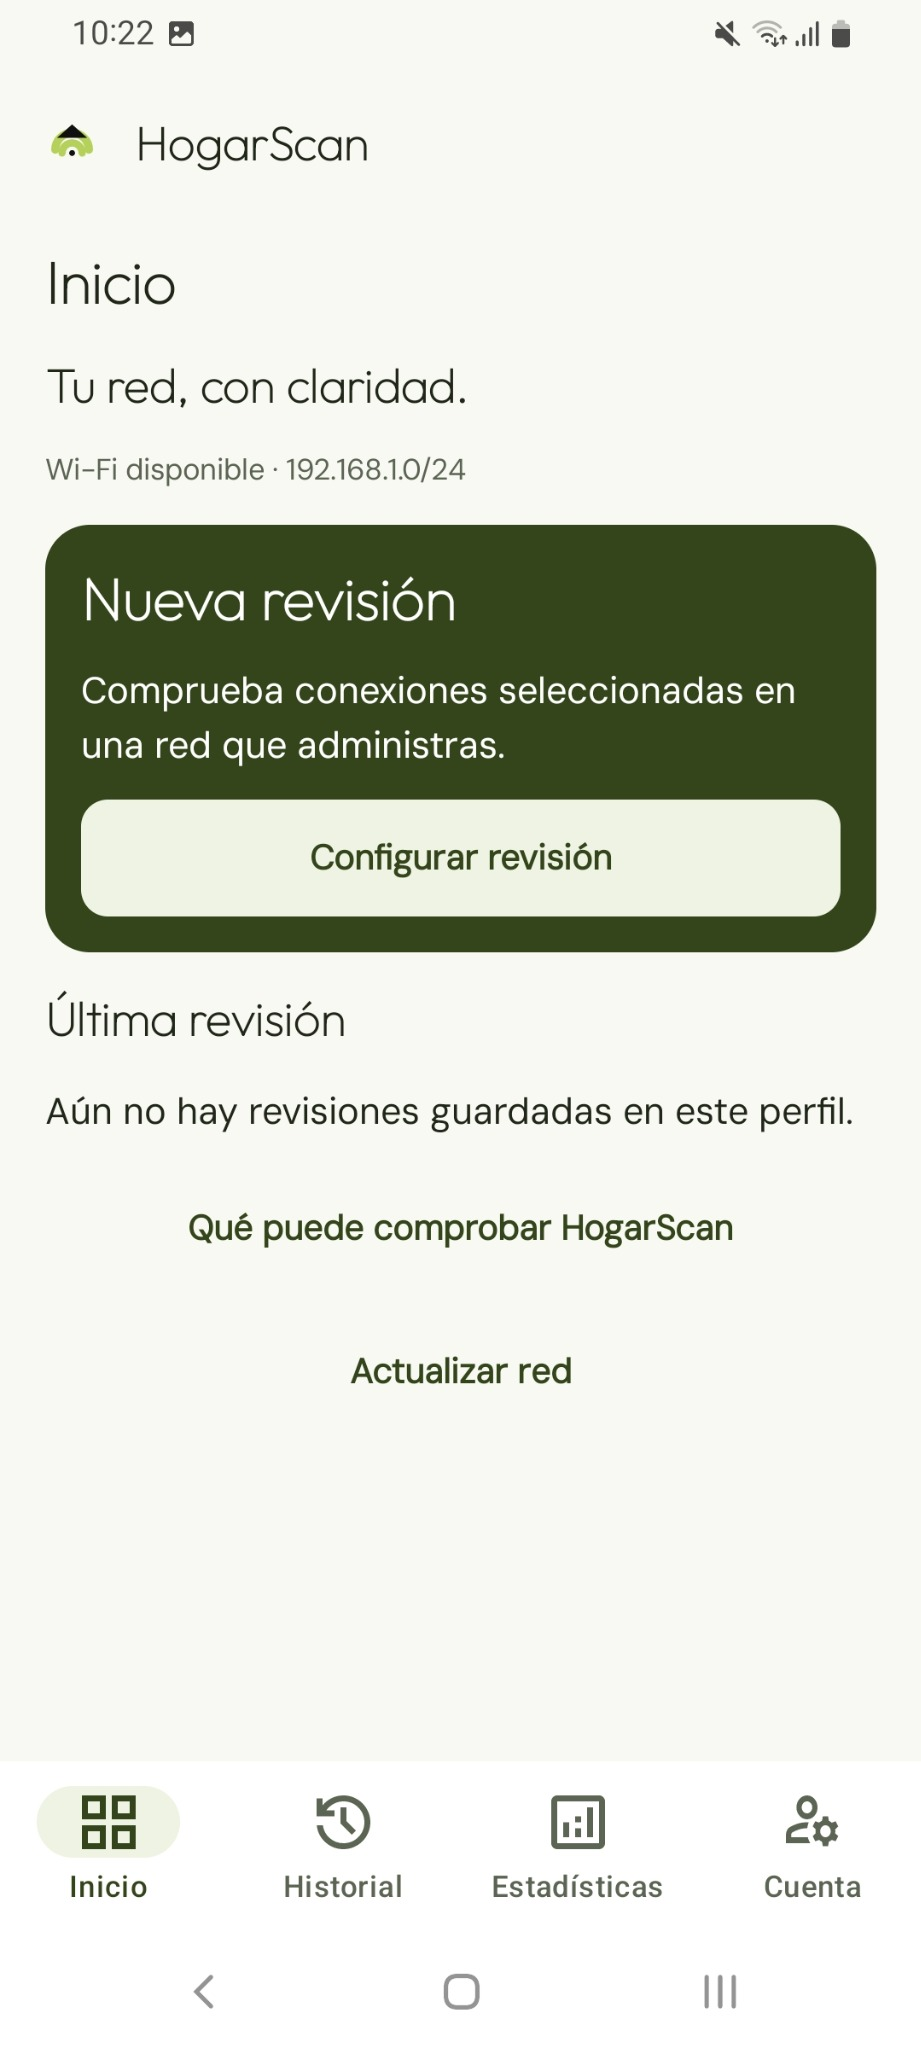 10:22
HogarScan
Inicio
Tu red, con claridad.
Wi-Fi disponible · 192.168.1.0/24
Nueva revisión
Comprueba conexiones seleccionadas en
una red que administras.
Configurar revisión
Última revisión
Aún no hay revisiones guardadas en este perfil.
Qué puede comprobar HogarScan
Actualizar red
Inicio
Historial
Estadísticas
Cuenta